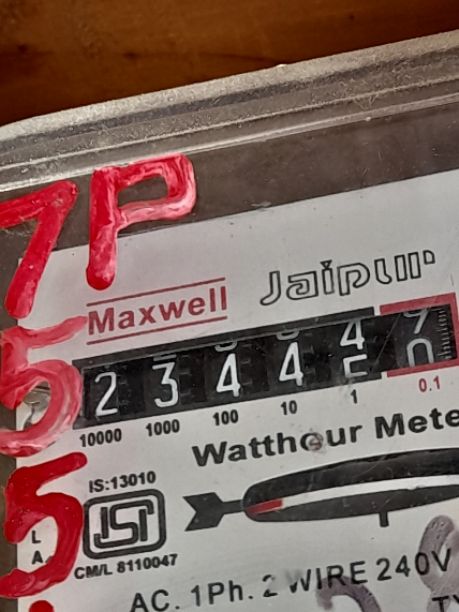 7P
5
5
Maxwell Jaipur
2 3 4 4
10000 1000 100 10 1 0.1
Watthour Mete
IS:13010
ISI
L
A
CM/L 8110047
AC. 1Ph. 2 WIRE 240V